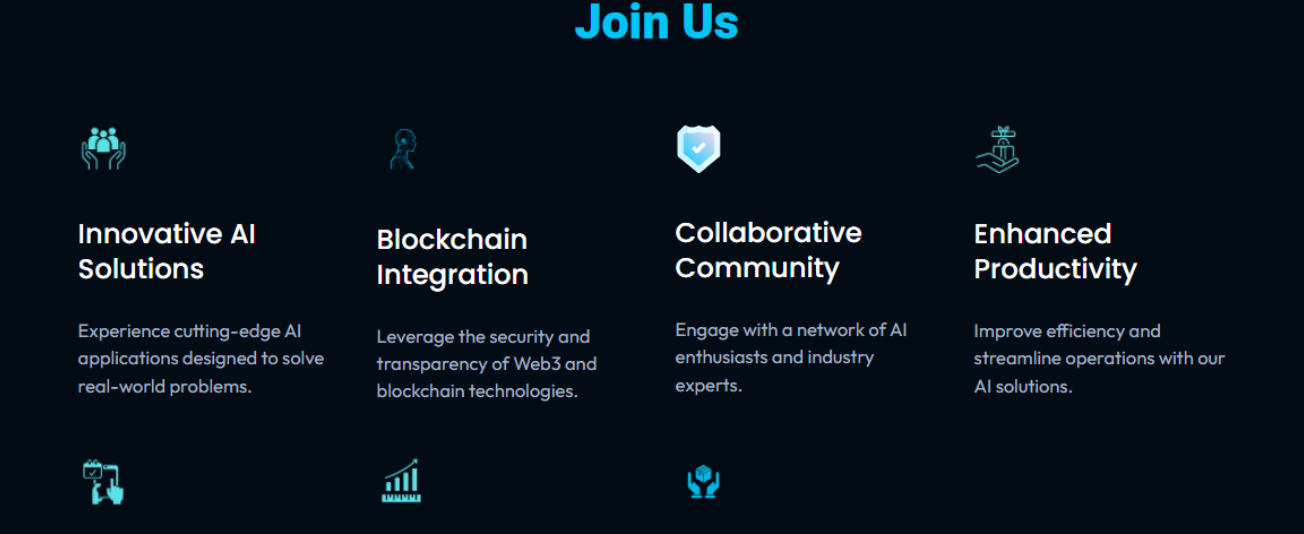 Join Us
Innovative AI
Solutions
Experience cutting-edge AI
applications designed to solve
real-world problems.
Blockchain
Integration
Leverage the security and
transparency of Web3 and
blockchain technologies.
Collaborative
Community
Engage with a network of AI
enthusiasts and industry
experts.
Enhanced
Productivity
Improve efficiency and
streamline operations with our
AI solutions.